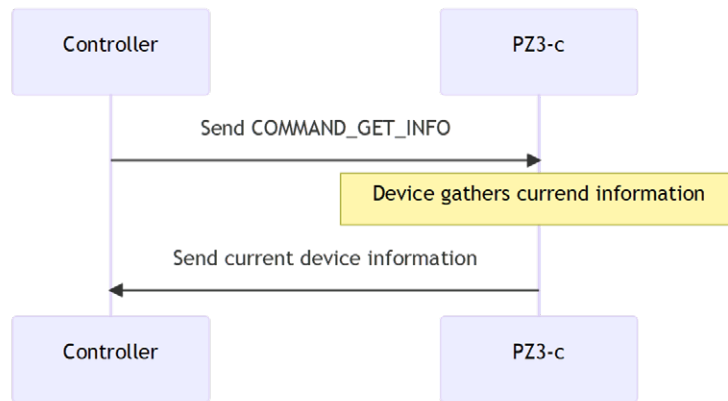 Controller
PZ3-c
Send COMMAND_GET_INFO
Device gathers currend information
Send current device information
Controller
PZ3-c